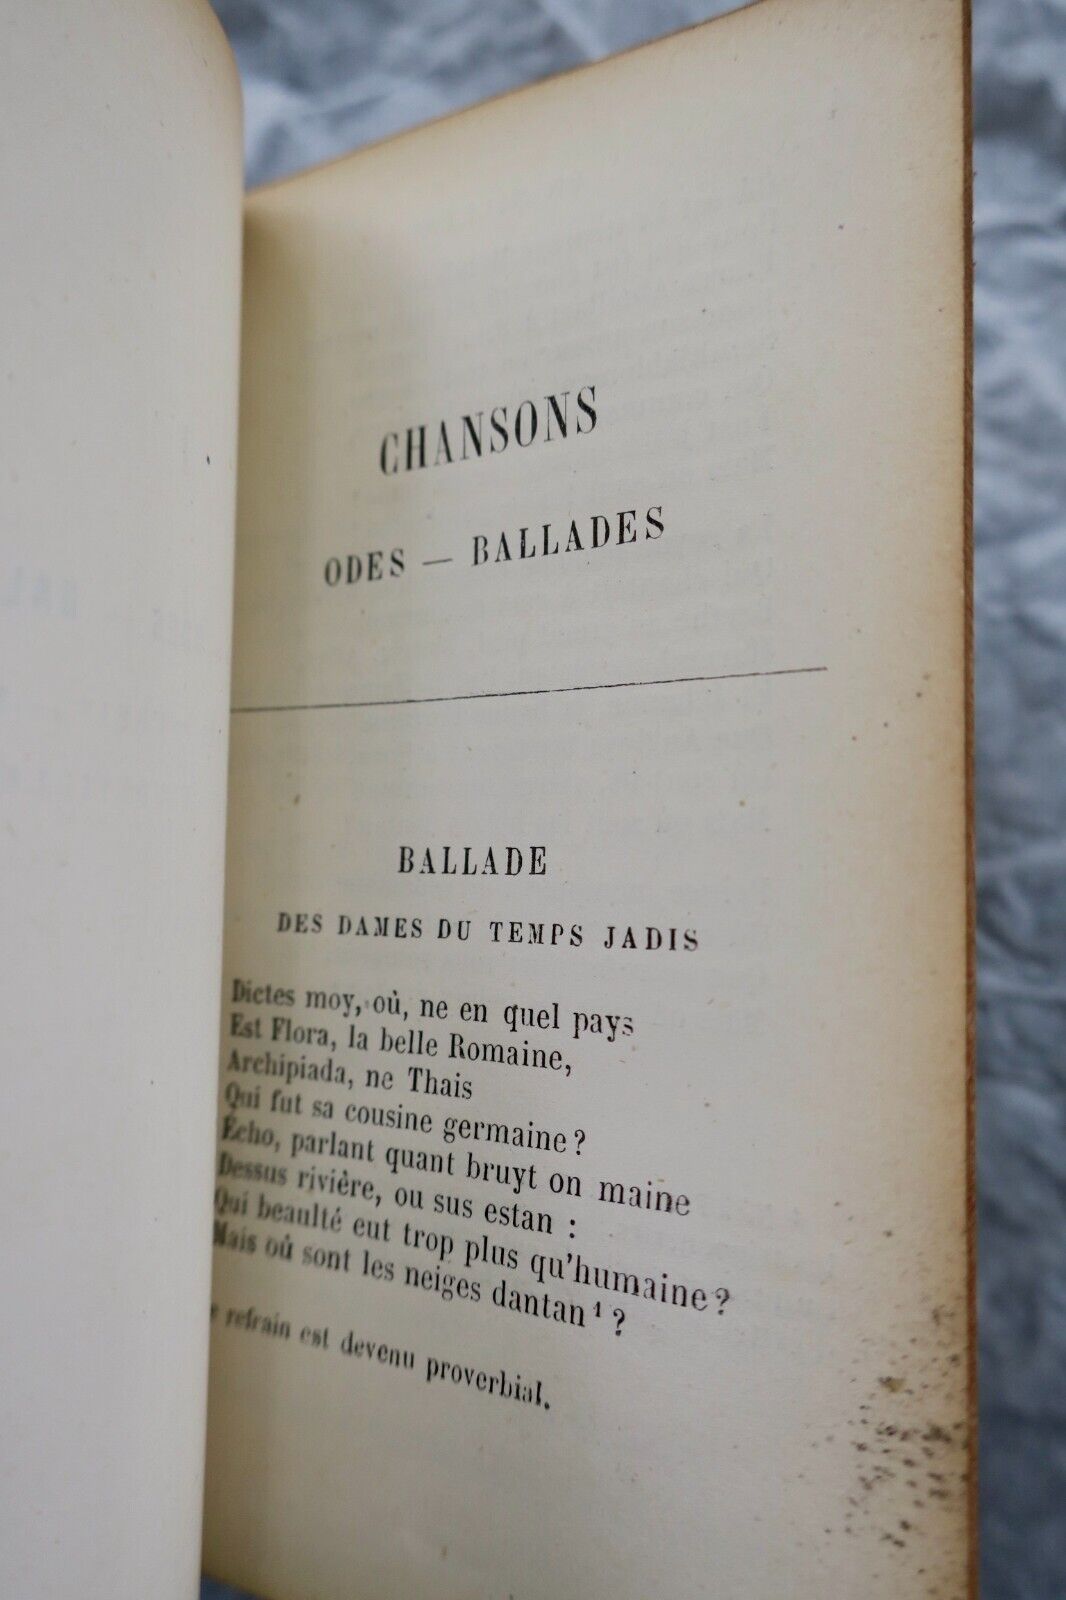 CHANSONS
ODES — BALLADES
BALLADE
DES DAMES DU TEMPS JADIS
Dictes moy, où, ne en quel pays
Est Flora, la belle Romaine,
Archipiada, ne Thais
Qui fut sa cousine germaine ?
Écho, parlant quant bruyt on maine
Dessus rivière, ou sus estan :
Qui beaulté eut trop plus qu'humaine ?
Mais où sont les neiges dantan ¹ ?
refrain est devenu proverbial.